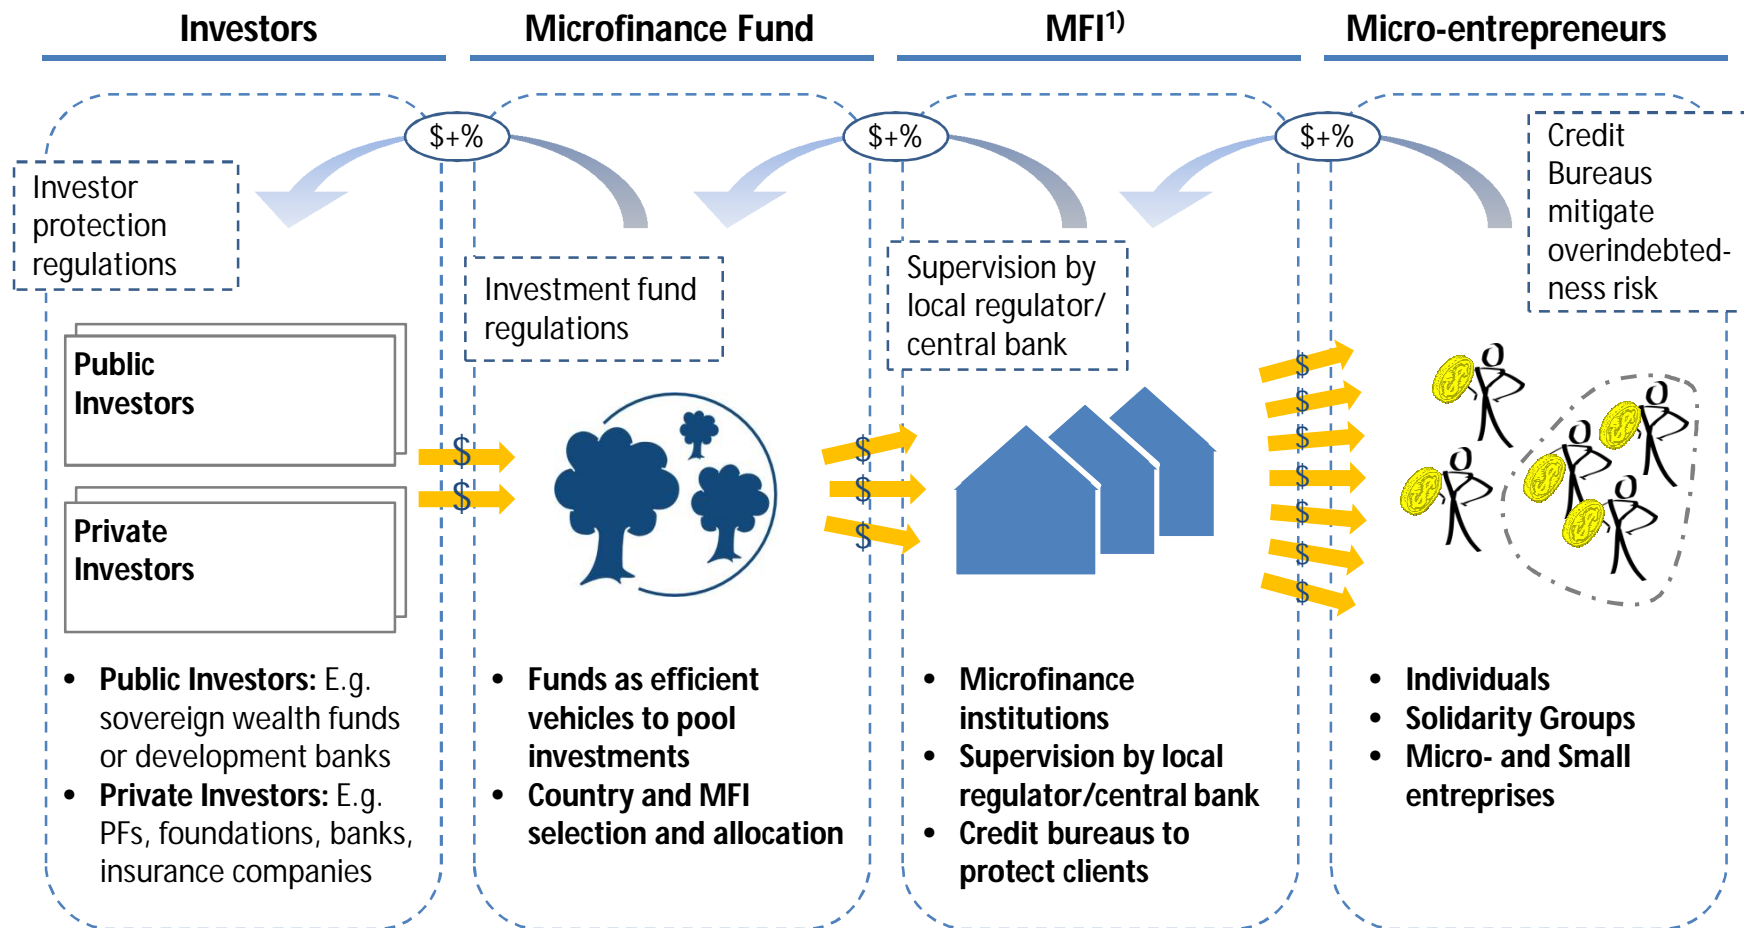 Investors
Microfinance Fund
MFI¹⁾
Micro-entrepreneurs
$+%
$+%
$+%
Investor
protection
regulations
Investment fund
regulations
Supervision by
local regulator/
central bank
Credit
Bureaus
mitigate
overindebted-
ness risk
Public
Investors
Private
Investors
$
$
$
$
$
$
$
$
$
$
$
$
• Public Investors: E.g.
sovereign wealth funds
or development banks
• Private Investors: E.g.
PFs, foundations, banks,
insurance companies
• Funds as efficient
vehicles to pool
investments
• Country and MFI
selection and allocation
• Microfinance
institutions
• Supervision by local
regulator/central bank
• Credit bureaus to
protect clients
• Individuals
• Solidarity Groups
• Micro- and Small
entreprises